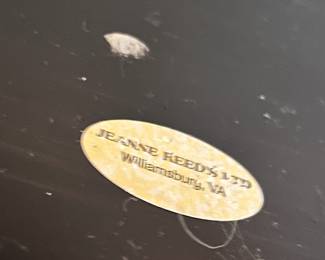 JEANNE REED'S LTD
Williamsburg, VA